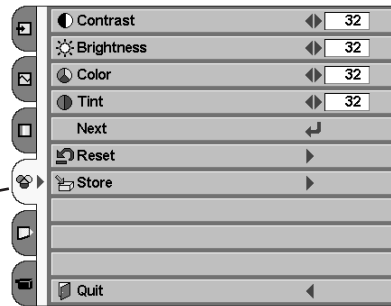 Contrast 32
Brightness 32
Color 32
Tint 32
Next
Reset
Store
Quit